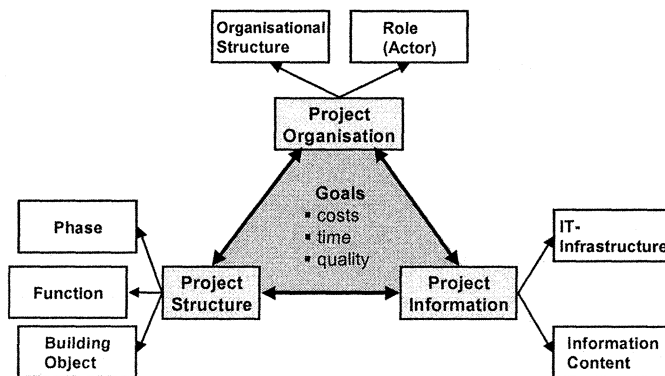 Organisational
Structure
Role
(Actor)
Project
Organisation
Goals
▪ costs
▪ time
▪ quality
Phase
Function
Building
Object
Project
Structure
Project
Information
IT-
Infrastructure
Information
Content